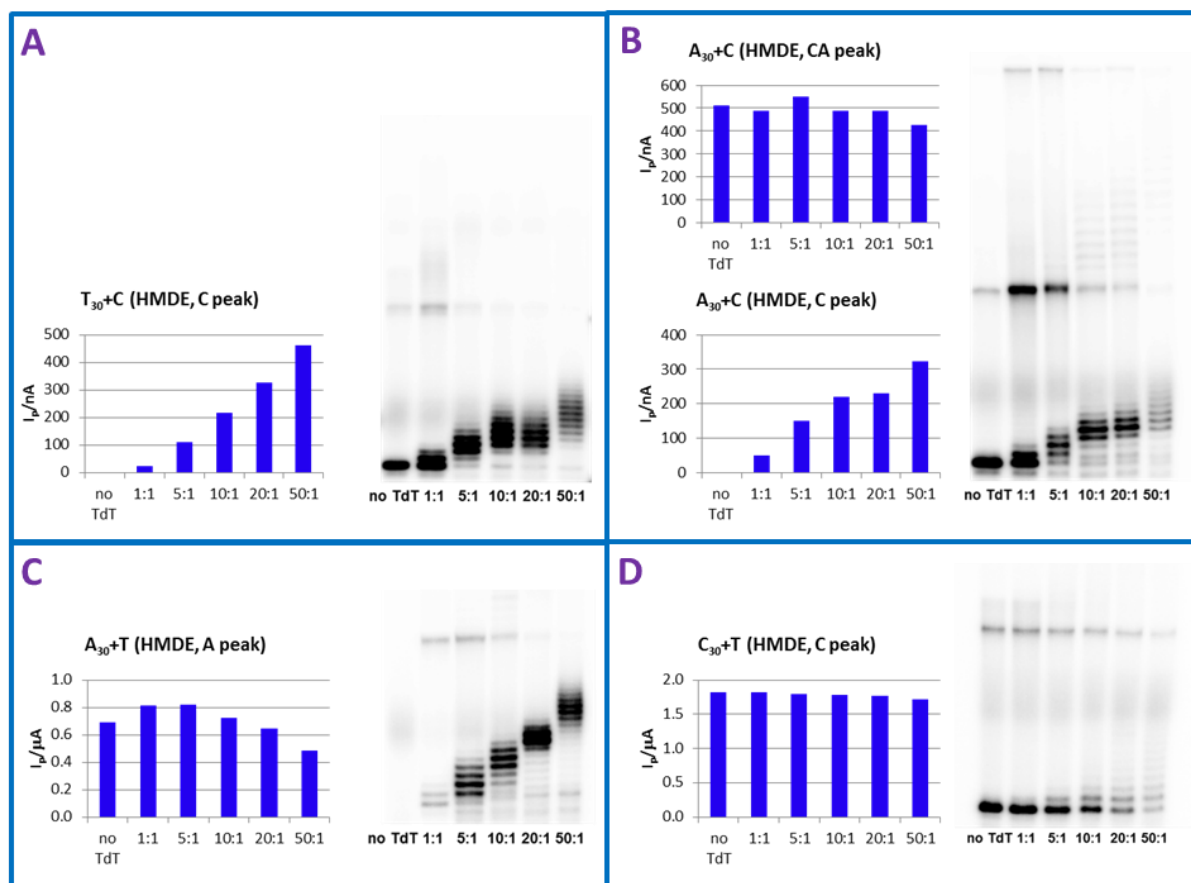 A
T30+C (HMDE, C peak)
500
400
300
200
100
0
Ip/nA
no TdT 1:1 5:1 10:1 20:1 50:1
no TdT 1:1 5:1 10:1 20:1 50:1
B
A30+C (HMDE, CA peak)
600
500
400
300
200
100
0
Ip/nA
no TdT 1:1 5:1 10:1 20:1 50:1
A30+C (HMDE, C peak)
400
300
200
100
0
Ip/nA
no TdT 1:1 5:1 10:1 20:1 50:1
no TdT 1:1 5:1 10:1 20:1 50:1
C
A30+T (HMDE, A peak)
1.0
0.8
0.6
0.4
0.2
0.0
Ip/µA
no TdT 1:1 5:1 10:1 20:1 50:1
no TdT 1:1 5:1 10:1 20:1 50:1
D
C30+T (HMDE, C peak)
2.0
1.5
1.0
0.5
0.0
Ip/µA
no TdT 1:1 5:1 10:1 20:1 50:1
no TdT 1:1 5:1 10:1 20:1 50:1